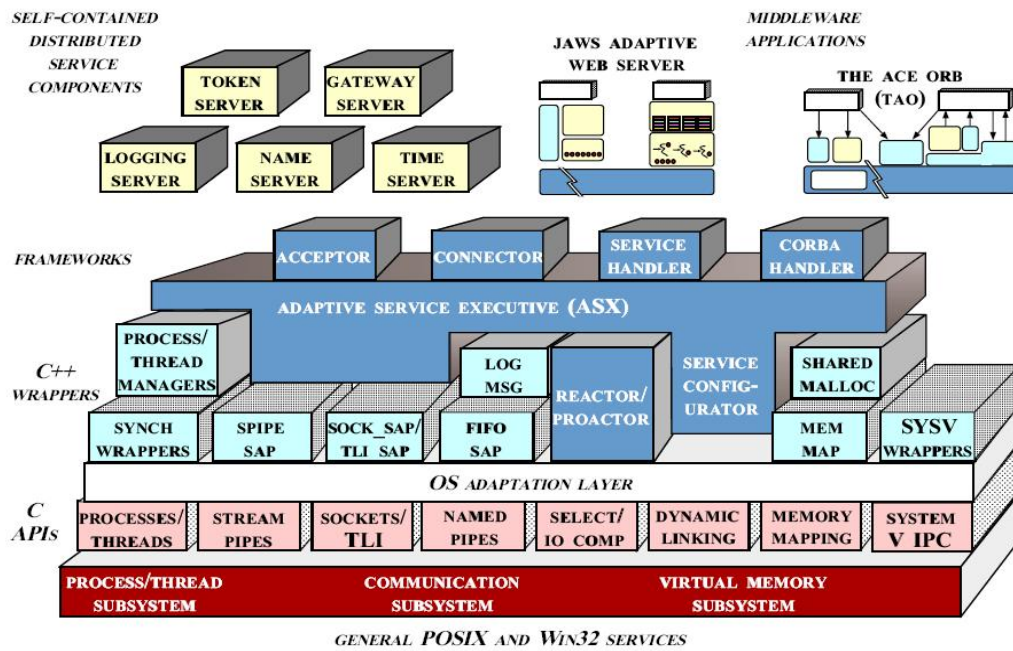 SELF-CONTAINED
DISTRIBUTED
SERVICE
COMPONENTS
TOKEN
SERVER
GATEWAY
SERVER
LOGGING
SERVER
NAME
SERVER
TIME
SERVER
JAWS ADAPTIVE
WEB SERVER
MIDDLEWARE
APPLICATIONS
THE ACE ORB
(TAO)
FRAMEWORKS
ACCEPTOR
CONNECTOR
SERVICE
HANDLER
CORBA
HANDLER
ADAPTIVE SERVICE EXECUTIVE (ASX)
C++
WRAPPERS
PROCESS/
THREAD
MANAGERS
LOG
MSG
REACTOR/
PROACTOR
SERVICE
CONFIG-
URATOR
SHARED
MALLOC
SYNCH
WRAPPERS
SPIPE
SAP
SOCK_SAP/
TLI SAP
FIFO
SAP
MEM
MAP
SYSV
WRAPPERS
OS ADAPTATION LAYER
C
APIs
PROCESSES/
THREADS
STREAM
PIPES
SOCKETS/
TLI
NAMED
PIPES
SELECT/
IO COMP
DYNAMIC
LINKING
MEMORY
MAPPING
SYSTEM
V IPC
PROCESS/THREAD
SUBSYSTEM
COMMUNICATION
SUBSYSTEM
VIRTUAL MEMORY
SUBSYSTEM
GENERAL POSIX AND WIN32 SERVICES